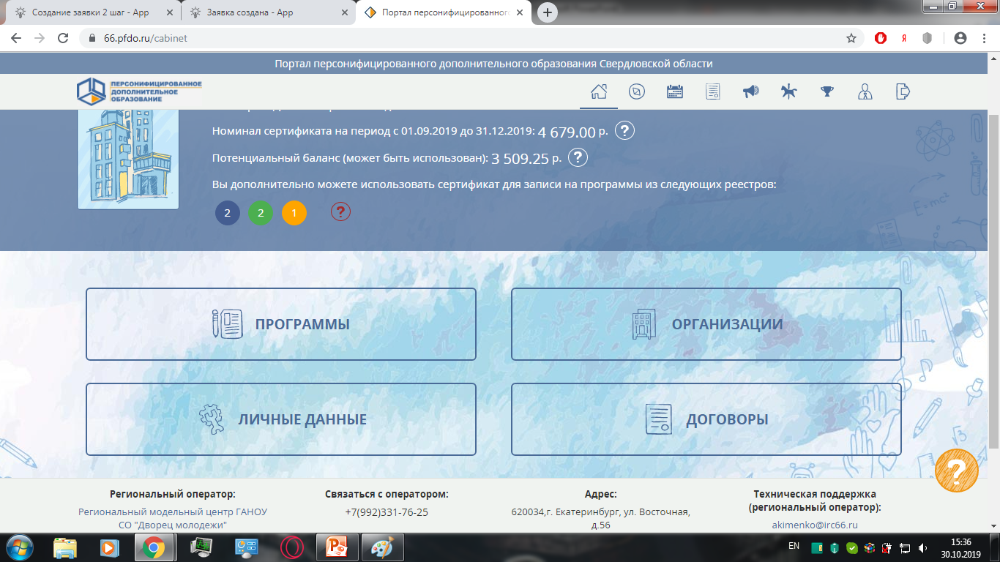 Создание заявки 2 шаг - App
Заявка создана - App
Портал персонифицированного
66.pfdo.ru/cabinet
Портал персонифицированного дополнительного образования Свердловской области
ПЕРСОНИФИЦИРОВАННОЕ
ДОПОЛНИТЕЛЬНОЕ
ОБРАЗОВАНИЕ
Номинал сертификата на период с 01.09.2019 до 31.12.2019: 4 679.00 р. ?
Потенциальный баланс (может быть использован): 3 509.25 р. ?
Вы дополнительно можете использовать сертификат для записи на программы из следующих реестров:
2 2 1 ?
ПРОГРАММЫ
ОРГАНИЗАЦИИ
ЛИЧНЫЕ ДАННЫЕ
ДОГОВОРЫ
?
Региональный оператор:
Региональный модельный центр ГАНОУ
СО "Дворец молодежи"
Связаться с оператором:
+7(992)331-76-25
Адрес:
620034,г. Екатеринбург, ул. Восточная,
д.56
Техническая поддержка
(региональный оператор):
akimenko@irc66.ru
EN
15:36
30.10.2019